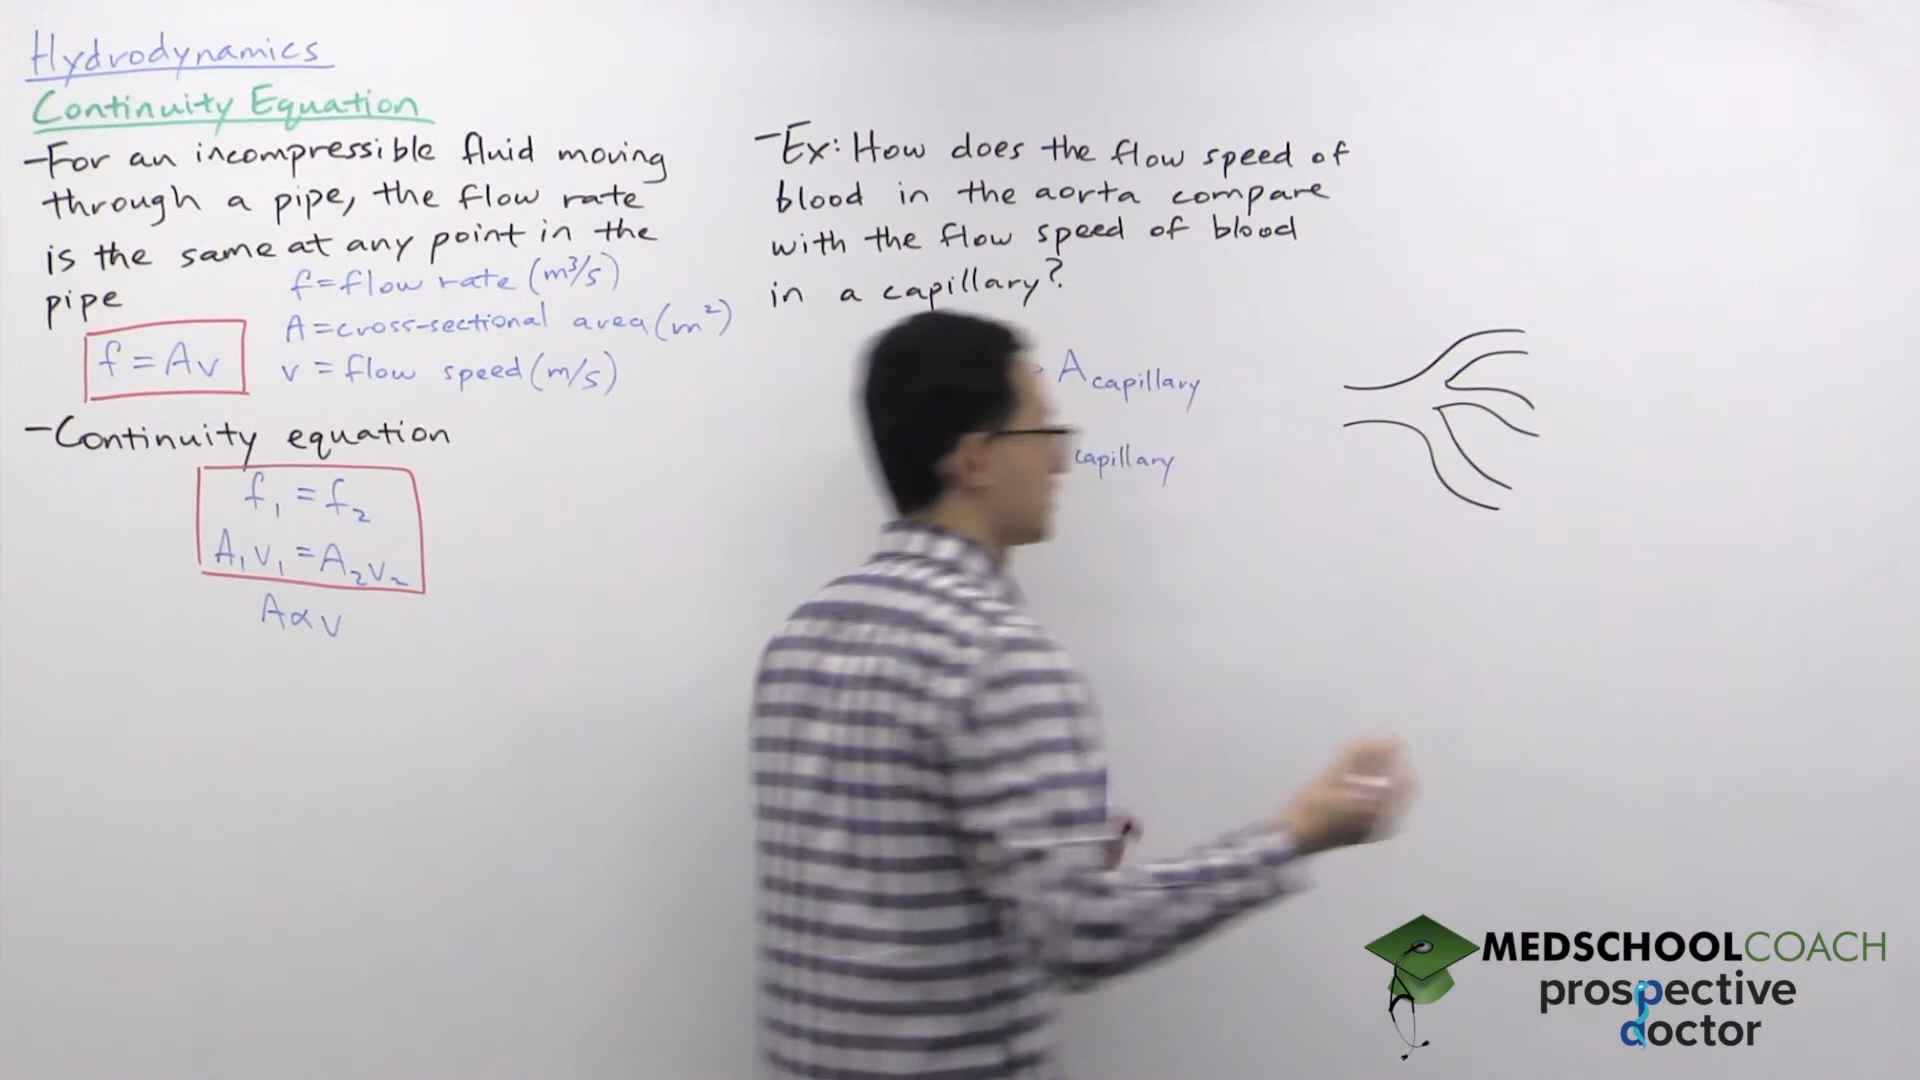 Hydrodynamics
Continuity Equation
-For an incompressible fluid moving
through a pipe, the flow rate
is the same at any point in the
pipe
f=flow rate (m³/s)
A=cross-sectional area (m²)
v = flow speed (m/s)
f = Av
-Continuity equation
f₁ = f₂
A₁v₁ = A₂v₂
A∝v
-Ex: How does the flow speed of
blood in the aorta compare
with the flow speed of blood
in a capillary?
A capillary
capillary
MEDSCHOOLCOACH
prospective
doctor